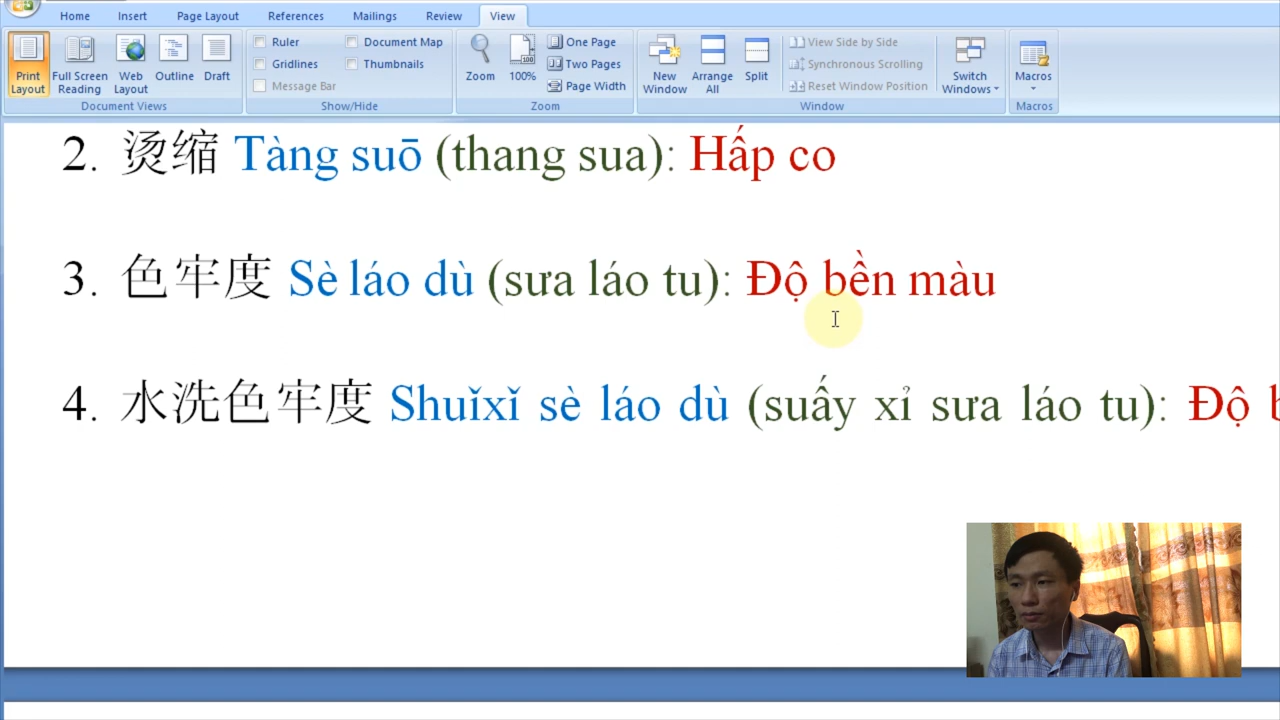 Home Insert Page Layout References Mailings Review View
Ruler Document Map One Page View Side by Side
Gridlines Thumbnails Two Pages Synchronous Scrolling
Print Layout Full Screen Reading Web Layout Outline Draft Message Bar Zoom 100% Page Width New Window Arrange All Split Reset Window Position Switch Windows Macros
Document Views Show/Hide Zoom Window Macros
2. 烫缩 Tàng suō (thang sua): Hấp co
3. 色牢度 Sè láo dù (sưa láo tu): Độ bền màu
4. 水洗色牢度 Shuǐxǐ sè láo dù (suấy xỉ sưa láo tu): Độ